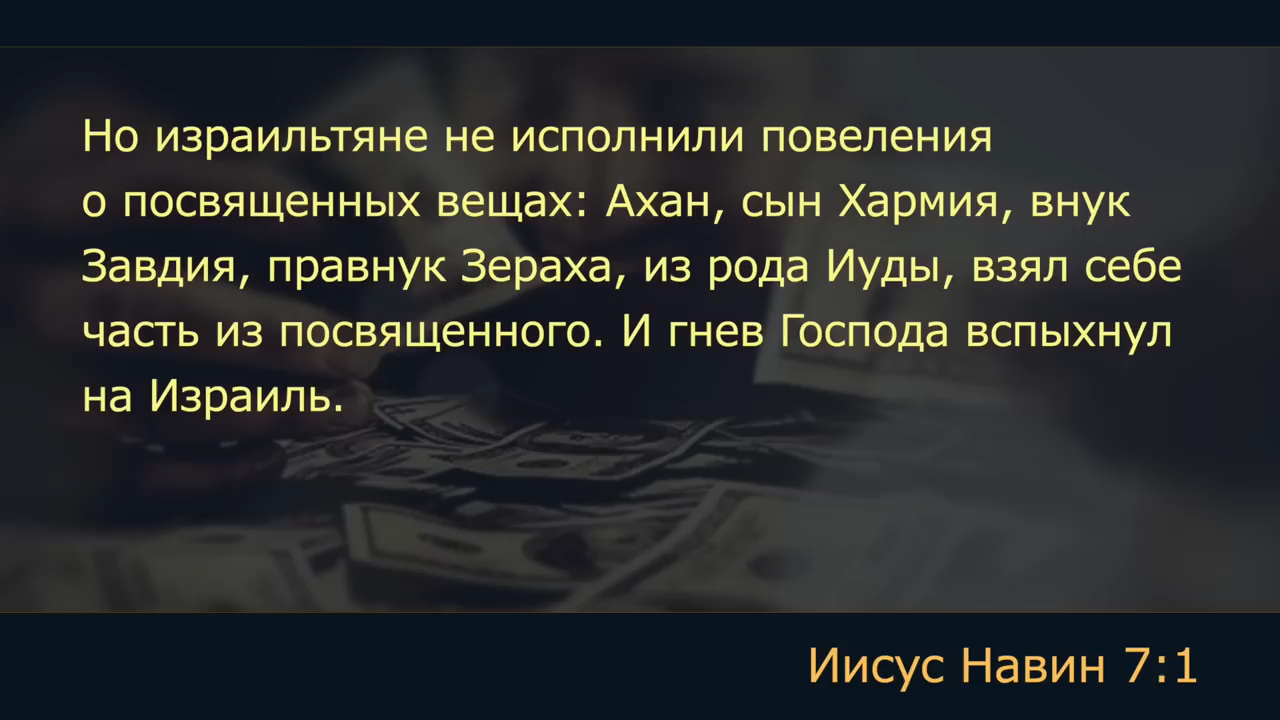 Но израильтяне не исполнили повеления
о посвященных вещах: Ахан, сын Хармия, внук
Завдия, правнук Зераха, из рода Иуды, взял себе
часть из посвященного. И гнев Господа вспыхнул
на Израиль.
Иисус Навин 7:1